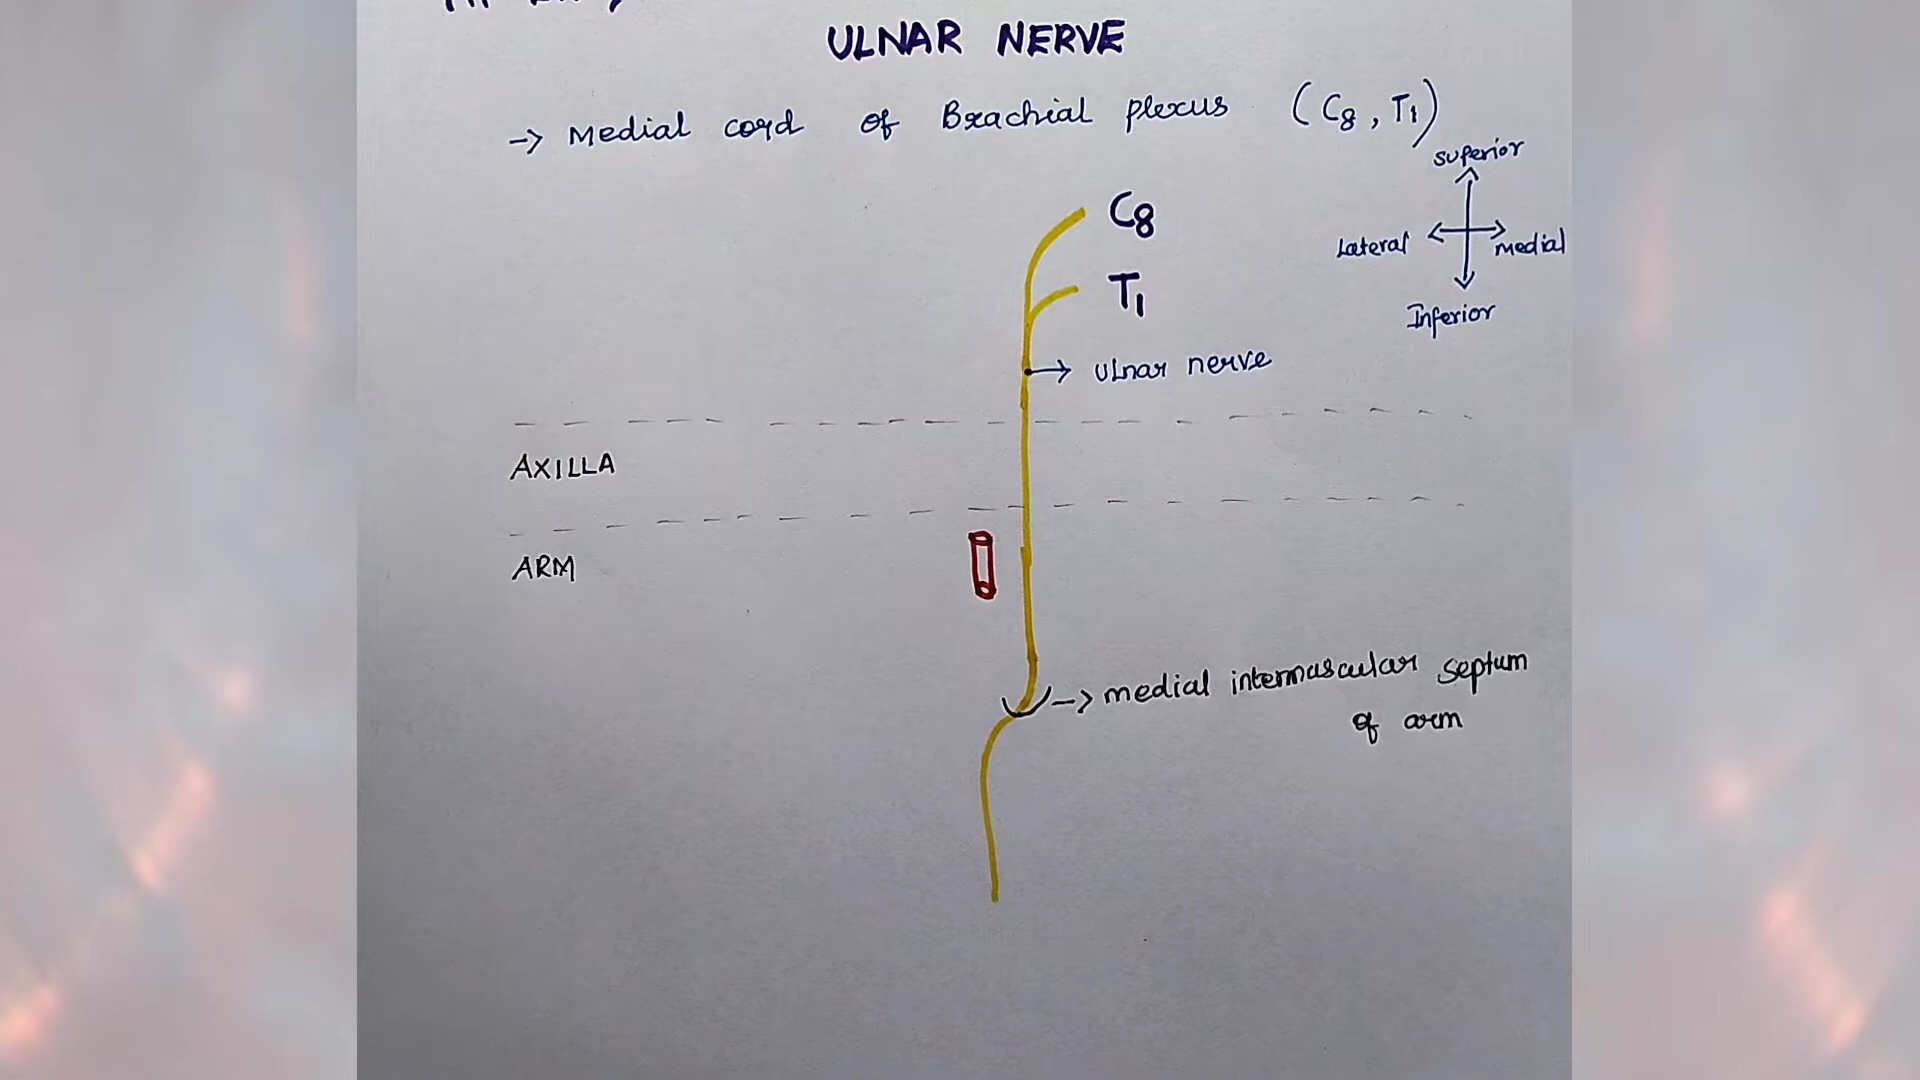 ULNAR NERVE
-> Medial cord of Brachial plexus (C8, T1)
superior
C8
Lateral medial
T1
Inferior
ulnar nerve
AXILLA
ARM
-> medial intermuscular septum
of arm